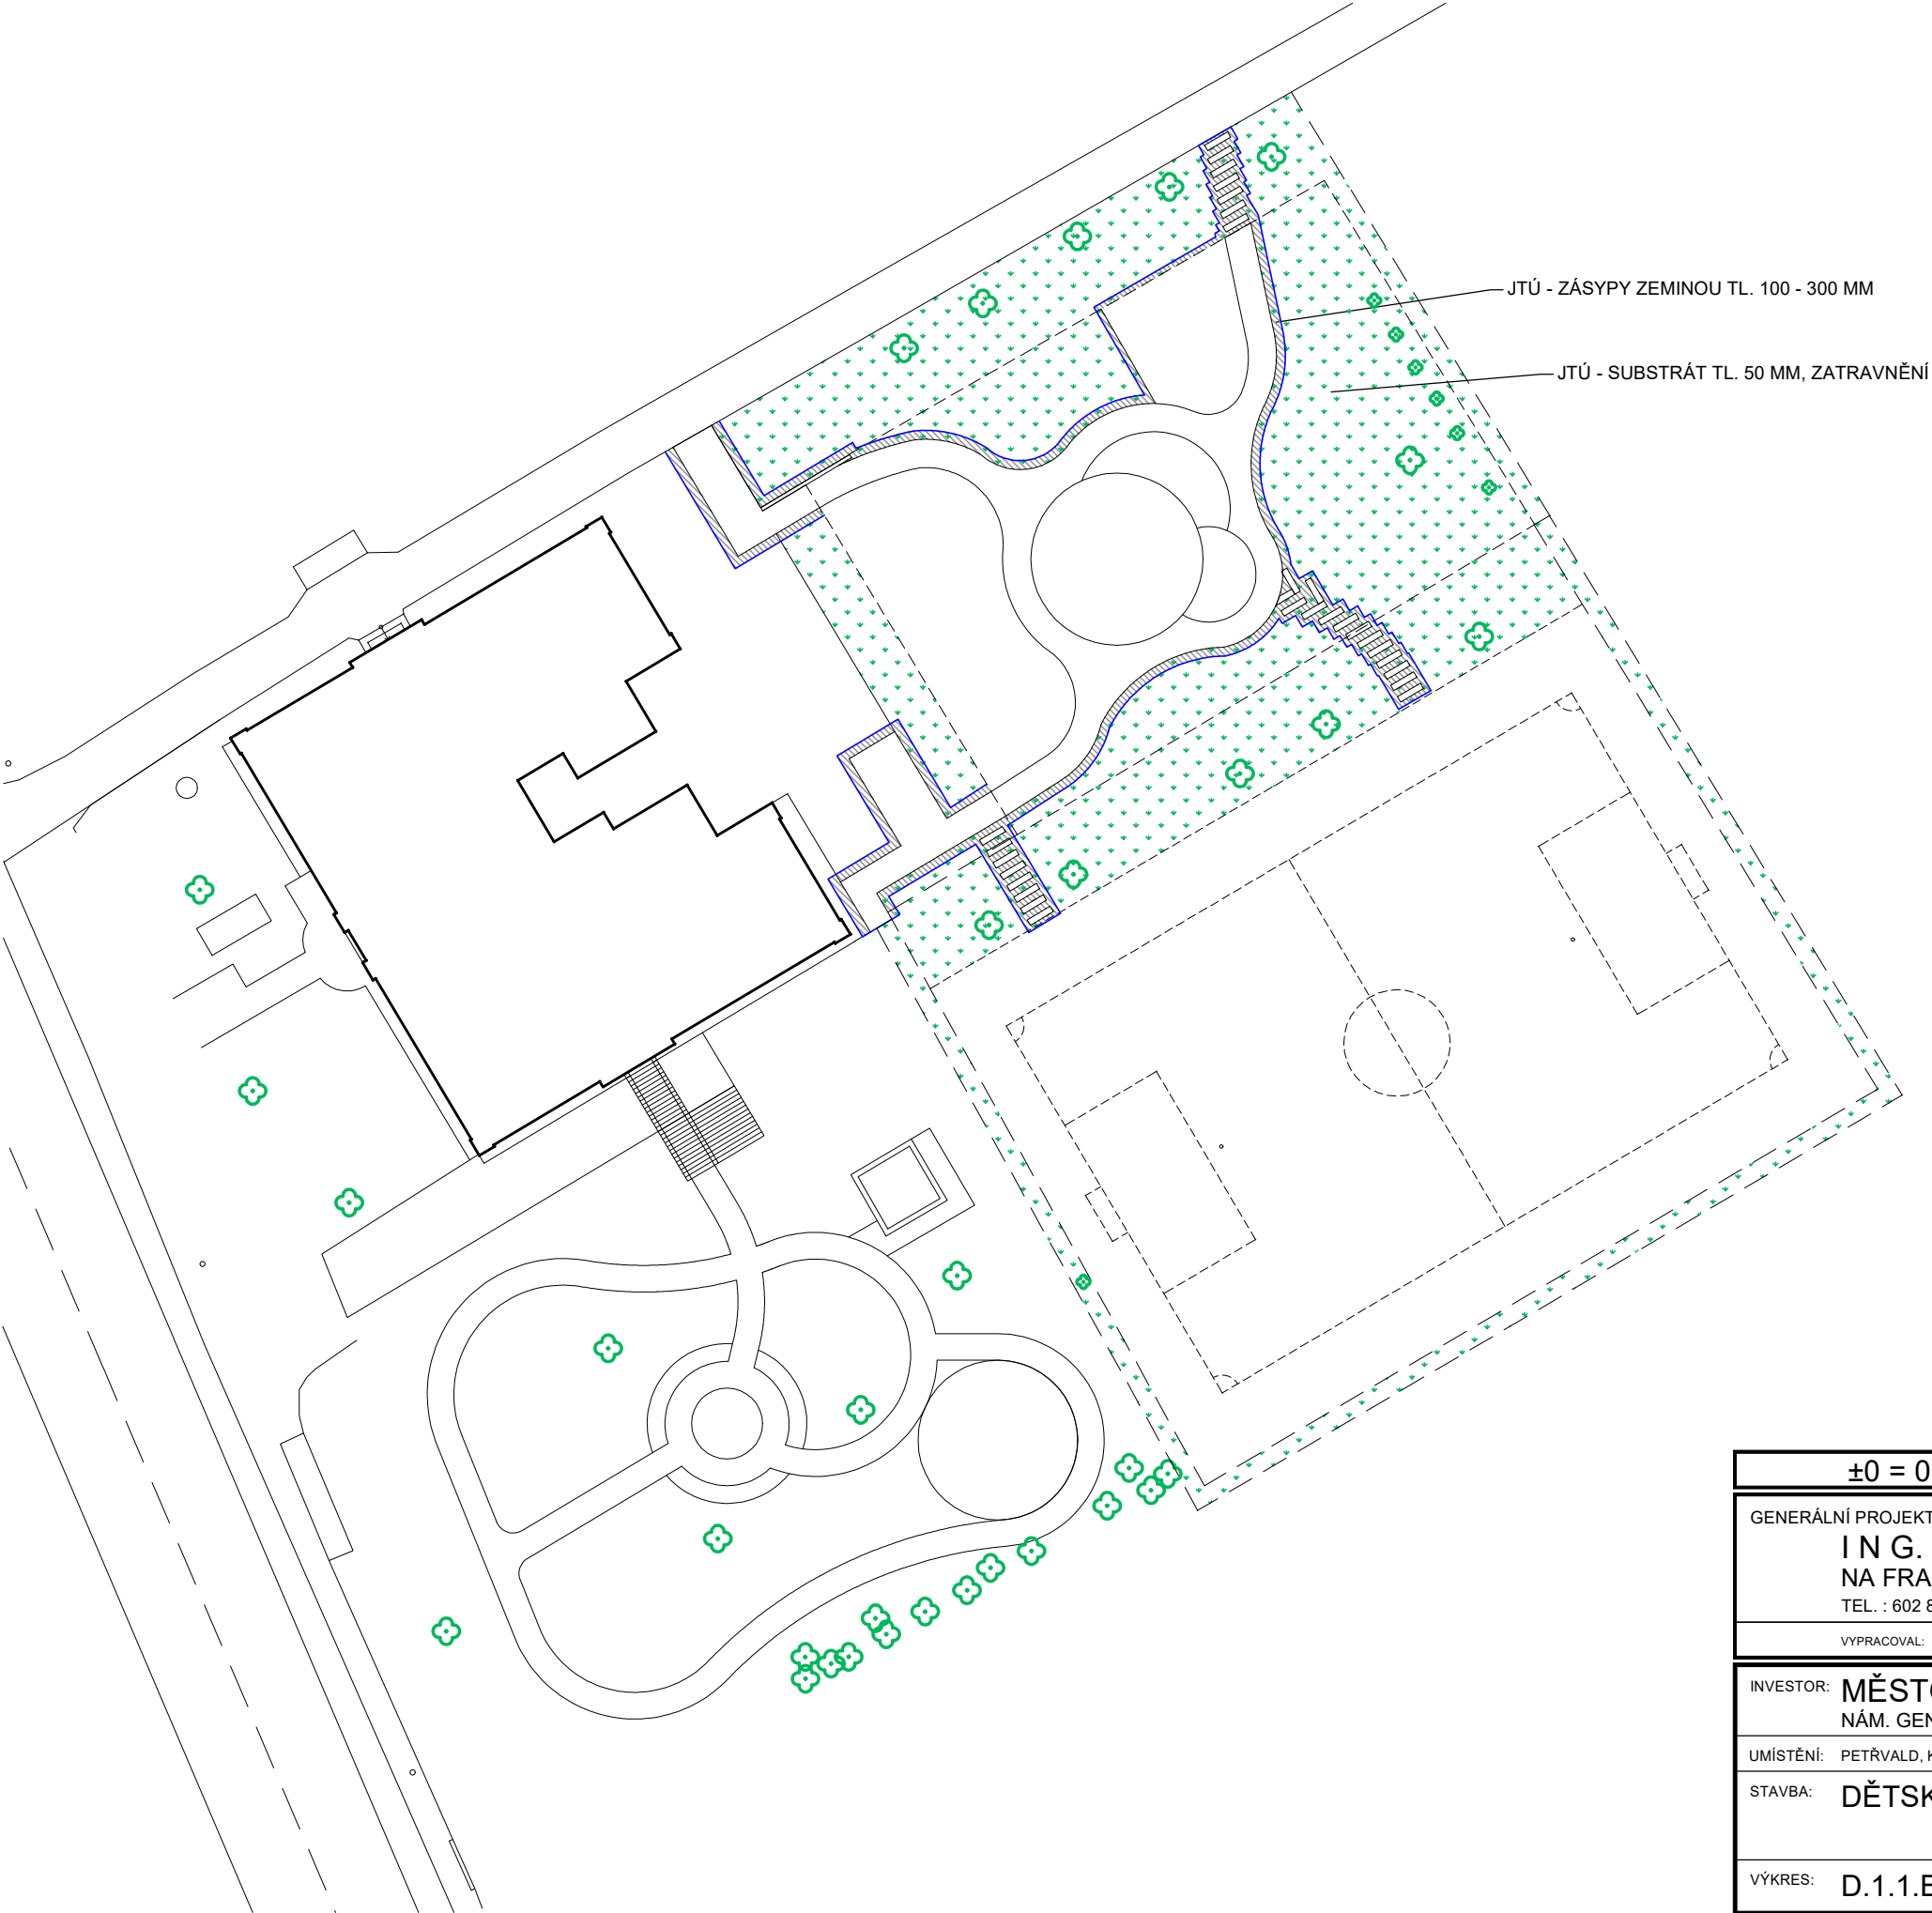 JTÚ - ZÁSYPY ZEMINOU TL. 100 - 300 MM
JTÚ - SUBSTRÁT TL. 50 MM, ZATRAVNĚNÍ
±0 = 0
GENERÁLNÍ PROJEKT
I N G.
NA FRA
TEL. : 602 8
VYPRACOVAL:
INVESTOR: MĚSTO
NÁM. GEN
UMÍSTĚNÍ: PETŘVALD, K
STAVBA: DĚTSK
VÝKRES: D.1.1.B